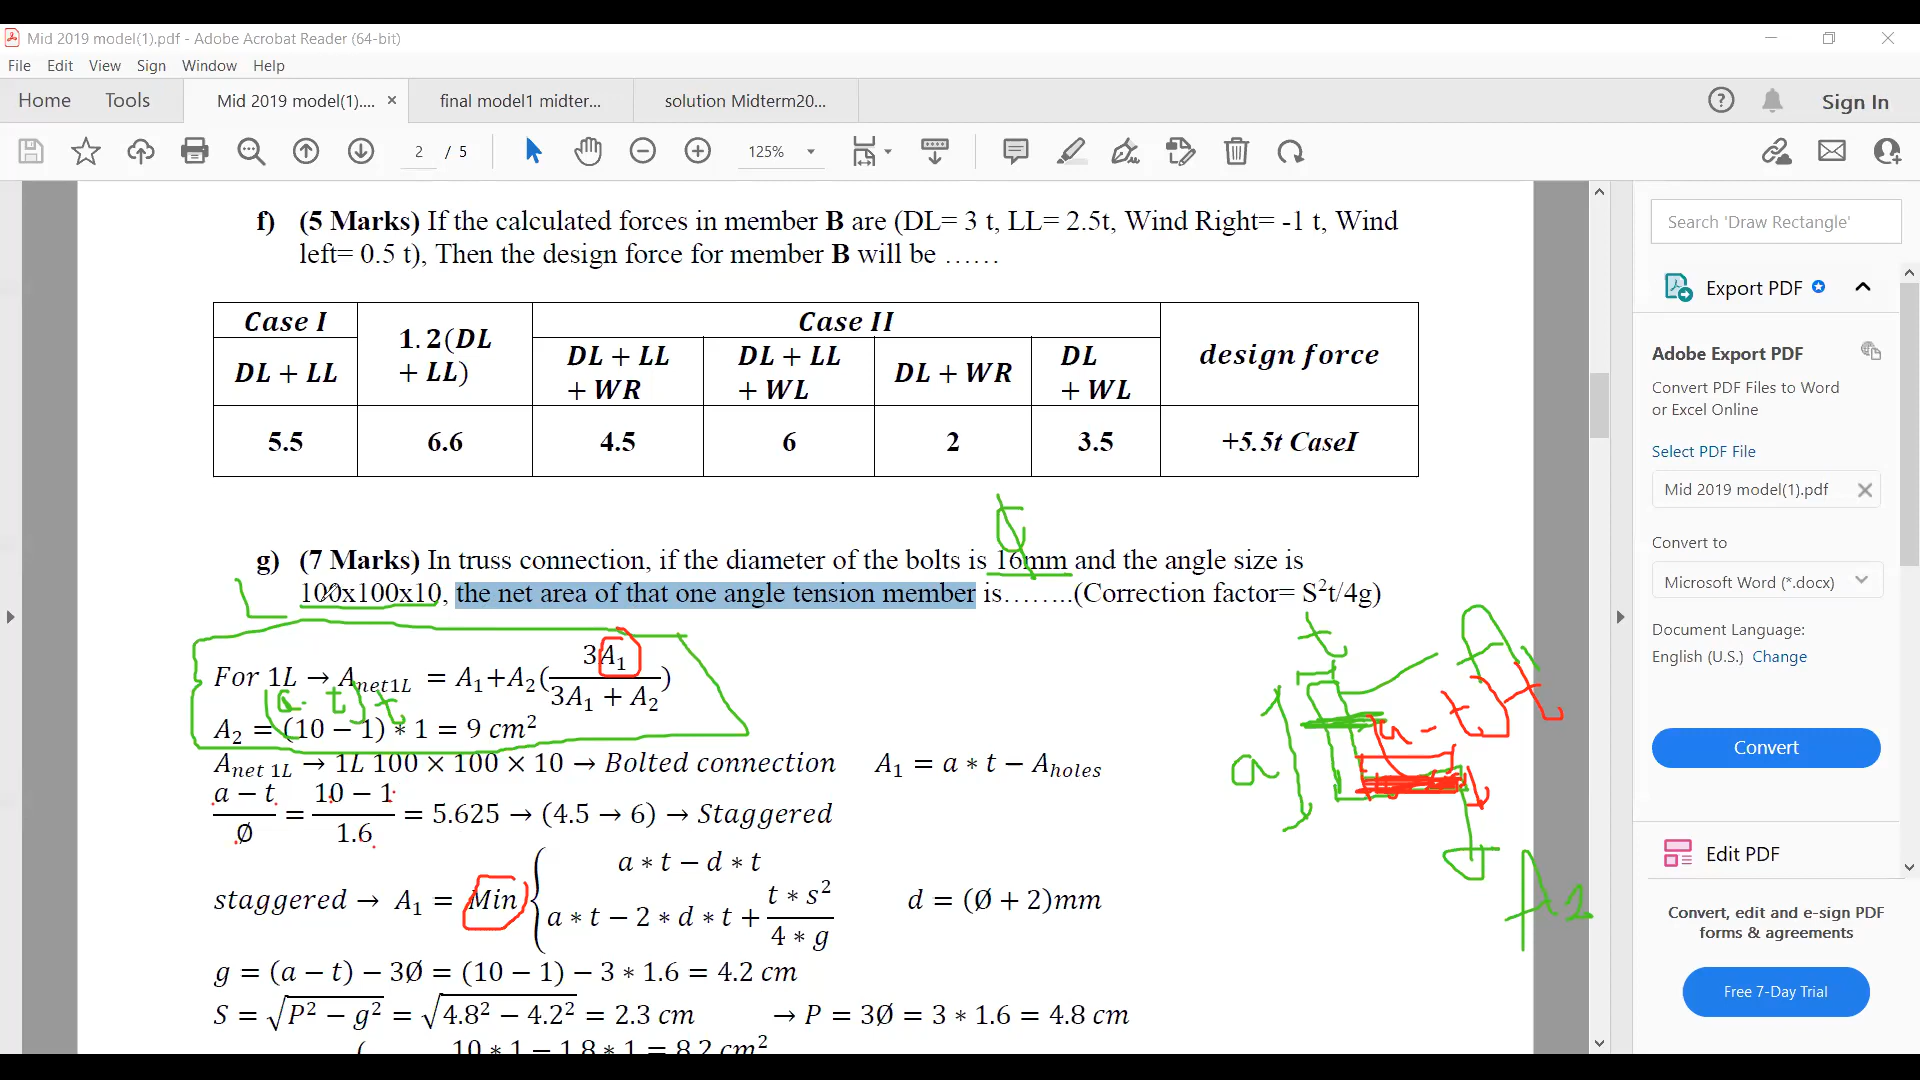 Mid 2019 model(1).pdf - Adobe Acrobat Reader (64-bit)
File Edit View Sign Window Help
Home Tools Mid 2019 model(1).... × final model1 midter... solution Midterm20... Sign In
2 / 5 125%
f) (5 Marks) If the calculated forces in member B are (DL= 3 t, LL= 2.5t, Wind Right= -1 t, Wind
left= 0.5 t), Then the design force for member B will be ……
Case I 1.2(DL + LL) Case II design force
DL + LL DL + LL + WR DL + LL + WL DL + WR DL + WL
5.5 6.6 4.5 6 2 3.5 +5.5t CaseI
g) (7 Marks) In truss connection, if the diameter of the bolts is 16mm and the angle size is
100x100x10, the net area of that one angle tension member is……..(Correction factor= S²t/4g)
For 1L → A_net1L = A₁+A₂(3A₁ / 3A₁ + A₂)
(a - t) t
A₂ = (10 − 1) * 1 = 9 cm²
A_net 1L → 1L 100 × 100 × 10 → Bolted connection A₁ = a * t − A_holes
a − t / Ø = 10 − 1 / 1.6 = 5.625 → (4.5 → 6) → Staggered
staggered → A₁ = Min { a * t − d * t
a * t − 2 * d * t + t * s² / 4 * g d = (Ø + 2)mm
g = (a − t) − 3Ø = (10 − 1) − 3 * 1.6 = 4.2 cm
S = √P² − g² = √4.8² − 4.2² = 2.3 cm → P = 3Ø = 3 * 1.6 = 4.8 cm
10 * 1 − 1.8 * 1 = 8.2 cm²
Ø
t
a
a - t
A2
Search 'Draw Rectangle'
Export PDF
Adobe Export PDF
Convert PDF Files to Word
or Excel Online
Select PDF File
Mid 2019 model(1).pdf
Convert to
Microsoft Word (*.docx)
Document Language:
English (U.S.) Change
Convert
Edit PDF
Convert, edit and e-sign PDF
forms & agreements
Free 7-Day Trial